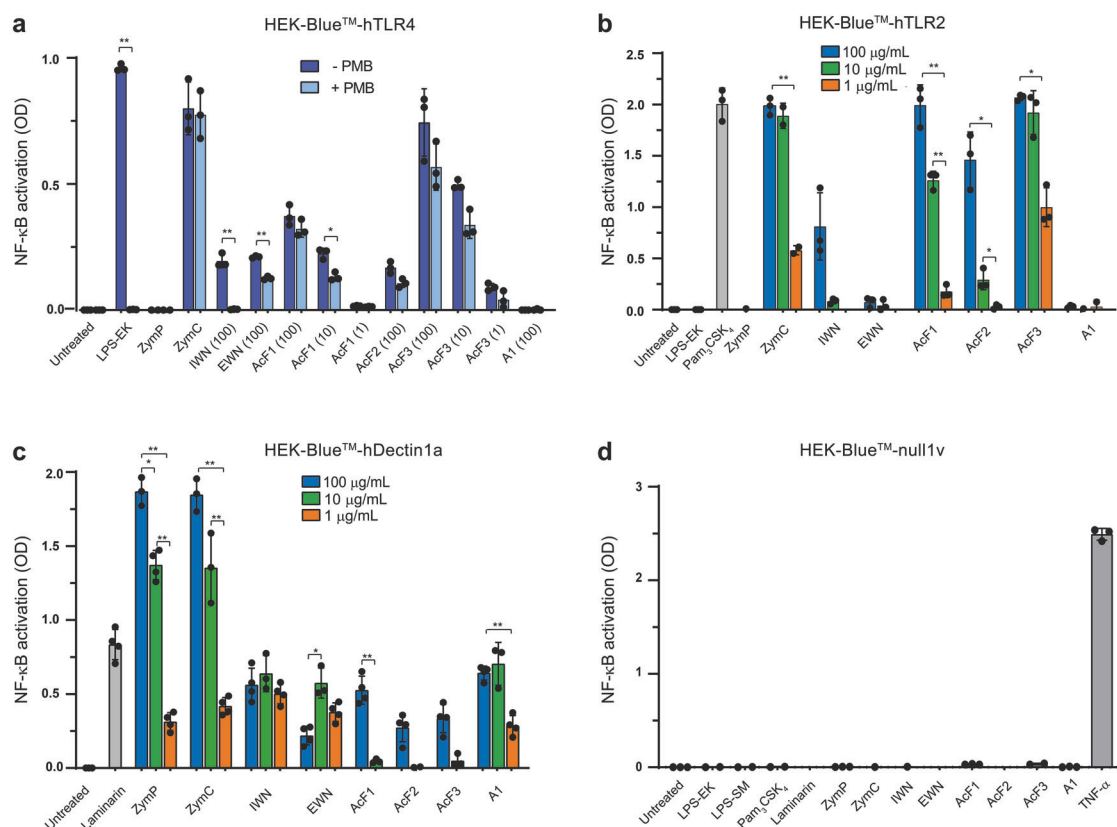 a
HEK-Blue™-hTLR4
NF-κB activation (OD)
1.0
0.5
0.0
**
**
**
*
- PMB
+ PMB
Untreated
LPS-EK
ZymP
ZymC
IWN (100)
EWN (100)
AcF1 (100)
AcF1 (10)
AcF1 (1)
AcF2 (100)
AcF3 (100)
AcF3 (10)
AcF3 (1)
A1 (100)
b
HEK-Blue™-hTLR2
NF-κB activation (OD)
2.5
2.0
1.5
1.0
0.5
0.0
100 µg/mL
10 µg/mL
1 µg/mL
**
**
**
*
*
*
Untreated
LPS-EK
Pam₃CSK₄
ZymP
ZymC
IWN
EWN
AcF1
AcF2
AcF3
A1
c
HEK-Blue™-hDectin1a
NF-κB activation (OD)
2.0
1.5
1.0
0.5
0.0
100 µg/mL
10 µg/mL
1 µg/mL
**
*
**
**
**
*
**
**
Untreated
Laminarin
ZymP
ZymC
IWN
EWN
AcF1
AcF2
AcF3
A1
d
HEK-Blue™-null1v
NF-κB activation (OD)
3
2
1
0
Untreated
LPS-EK
LPS-SM
Pam₃CSK₄
Laminarin
ZymP
ZymC
IWN
EWN
AcF1
AcF2
AcF3
A1
TNF-α